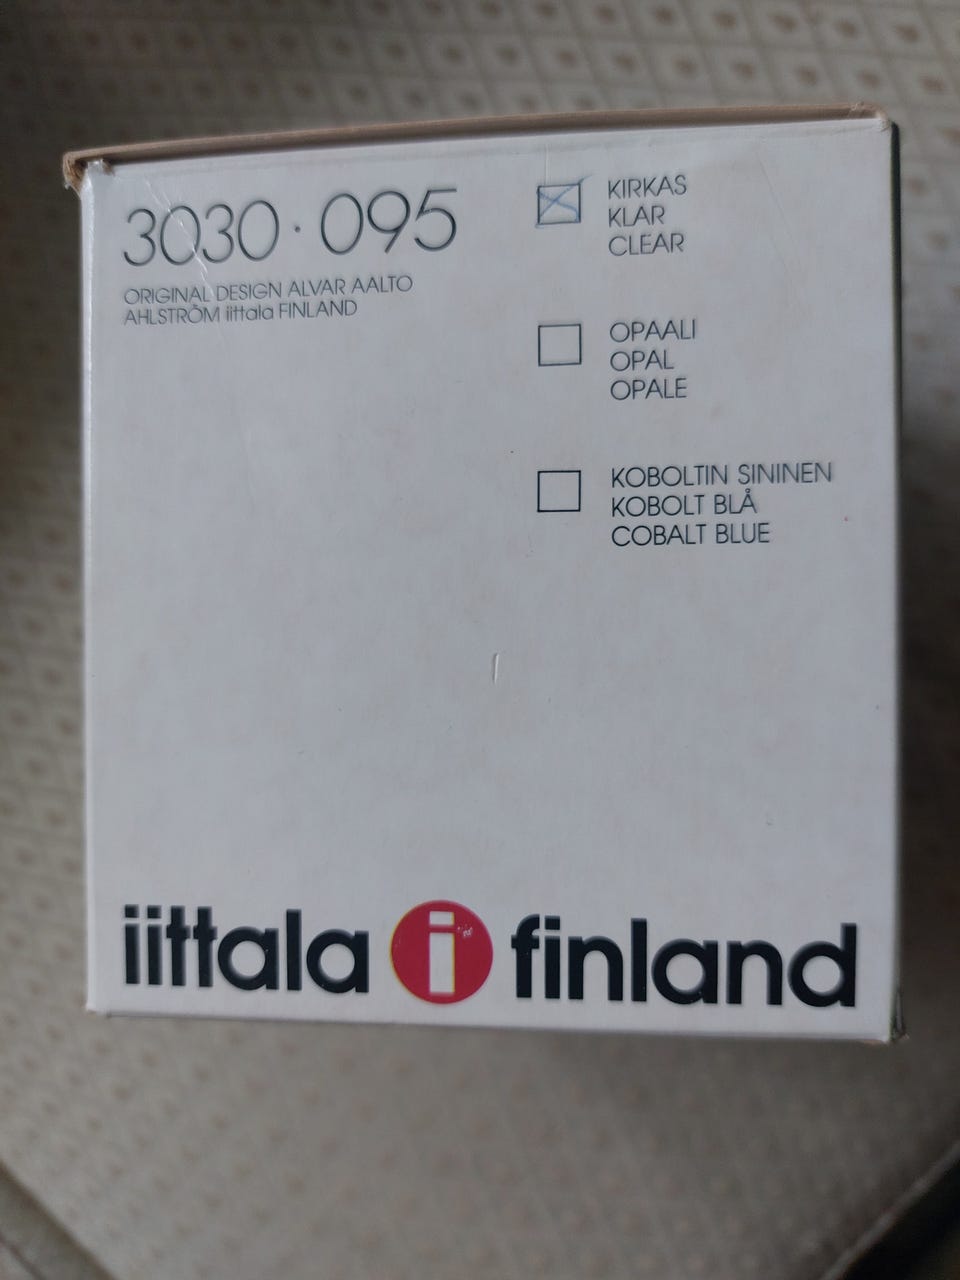 3030·095
ORIGINAL DESIGN ALVAR AALTO
AHLSTRÖM iittala FINLAND
KIRKAS
KLAR
CLEAR
OPAALI
OPAL
OPALE
KOBOLTIN SININEN
KOBOLT BLÅ
COBALT BLUE
iittala i finland